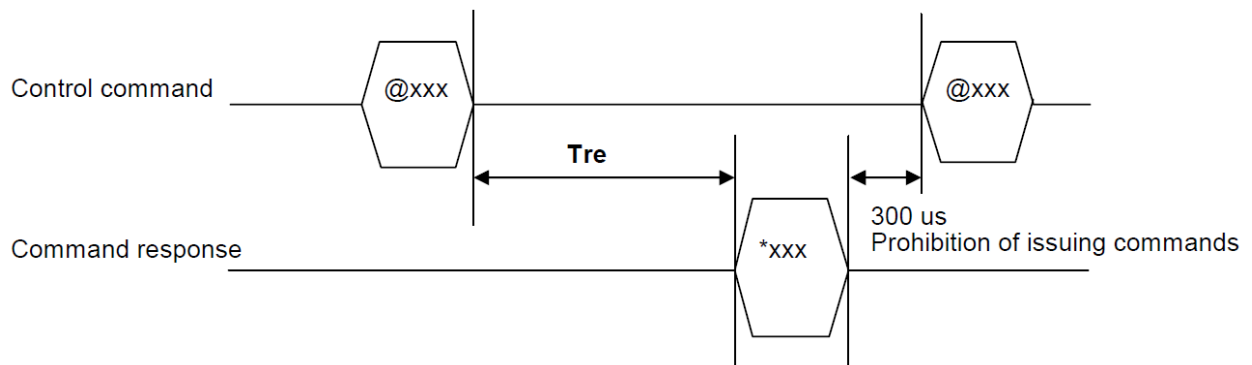 Control command
@xxx
@xxx
Tre
300 us
Prohibition of issuing commands
Command response
*xxx